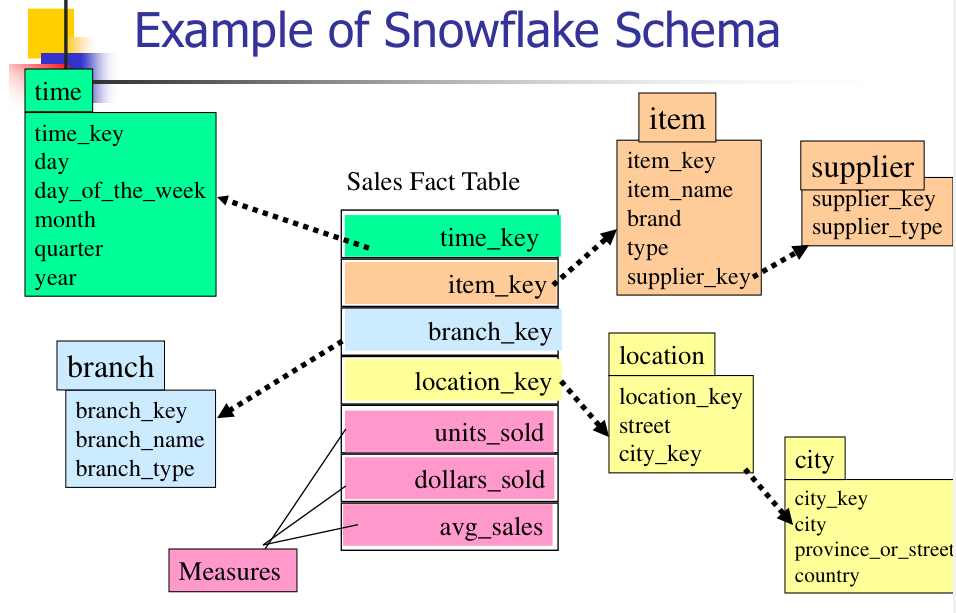 Example of Snowflake Schema
time
time_key
day
day_of_the_week
month
quarter
year
Sales Fact Table
time_key
item_key
branch_key
location_key
units_sold
dollars_sold
avg_sales
Measures
branch
branch_key
branch_name
branch_type
item
item_key
item_name
brand
type
supplier_key
supplier
supplier_key
supplier_type
location
location_key
street
city_key
city
city_key
city
province_or_street
country